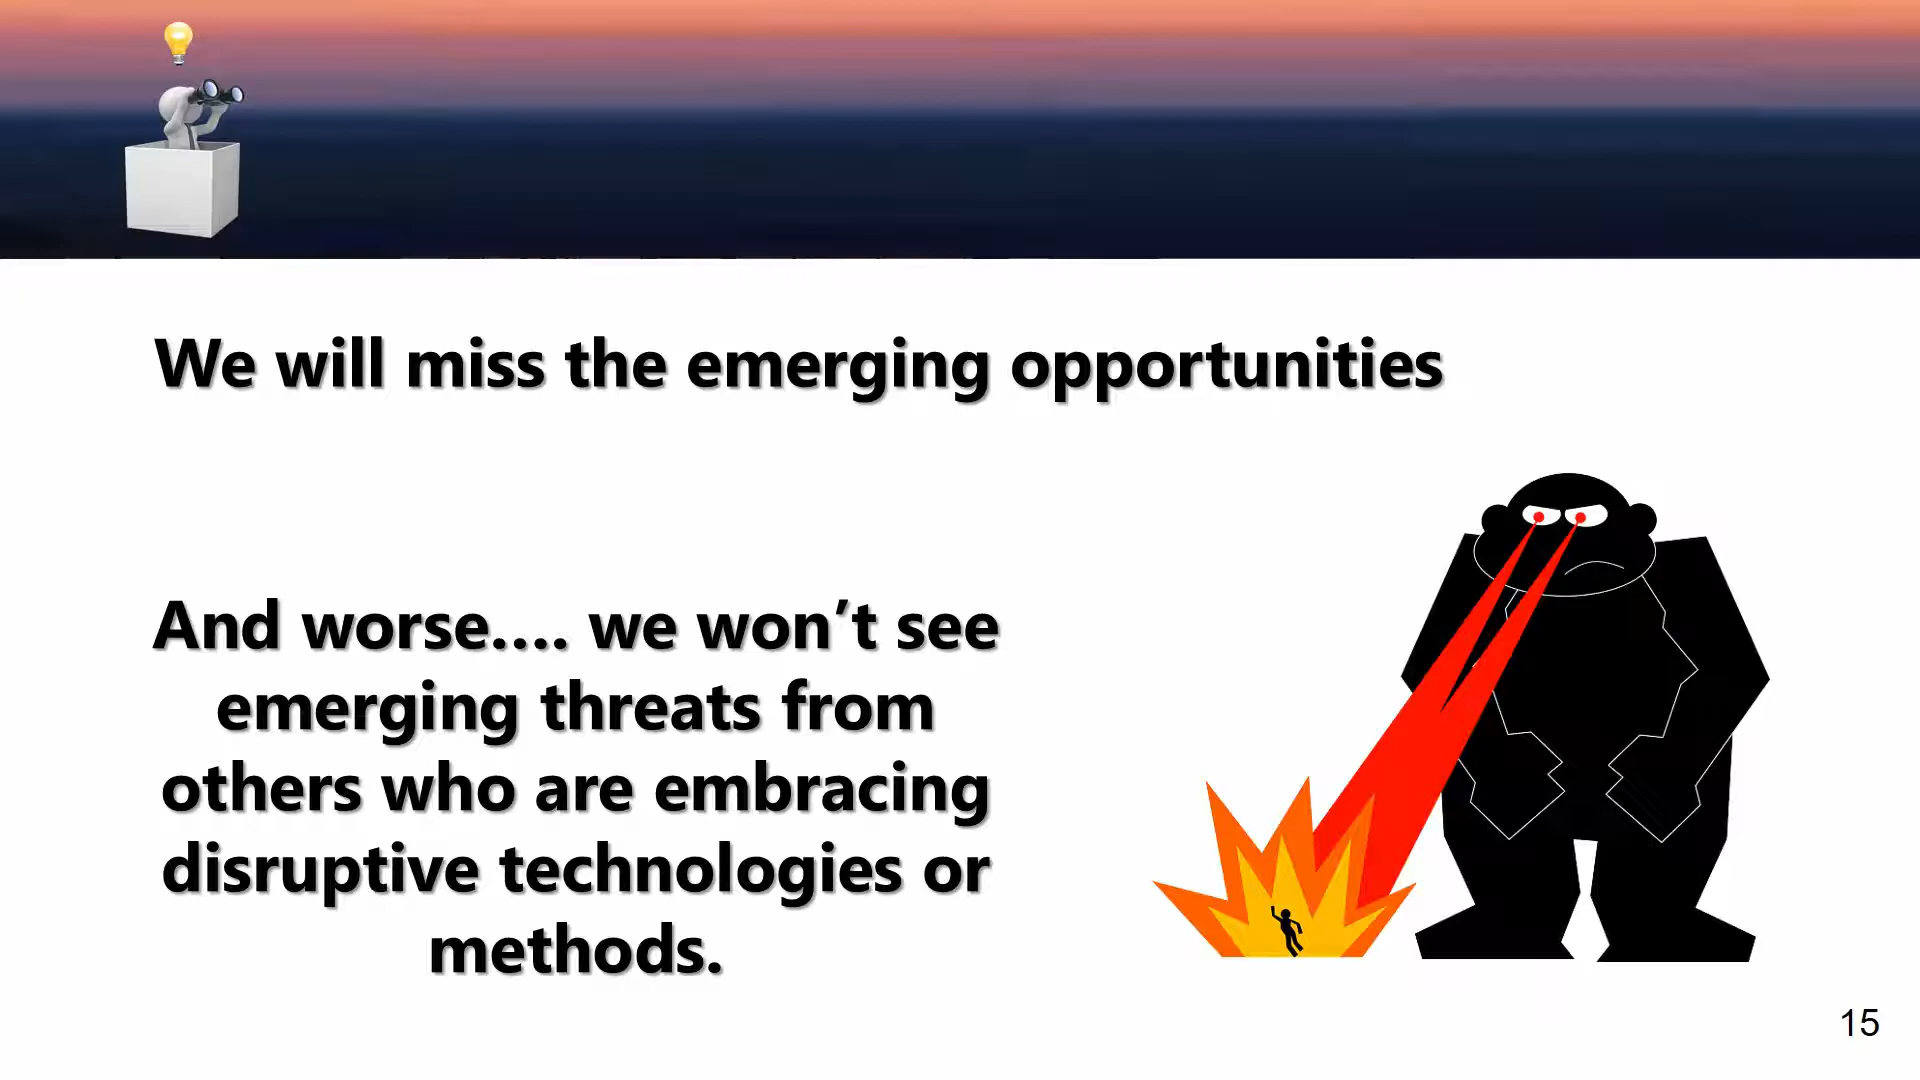 We will miss the emerging opportunities
And worse.... we won’t see
emerging threats from
others who are embracing
disruptive technologies or
methods.
15